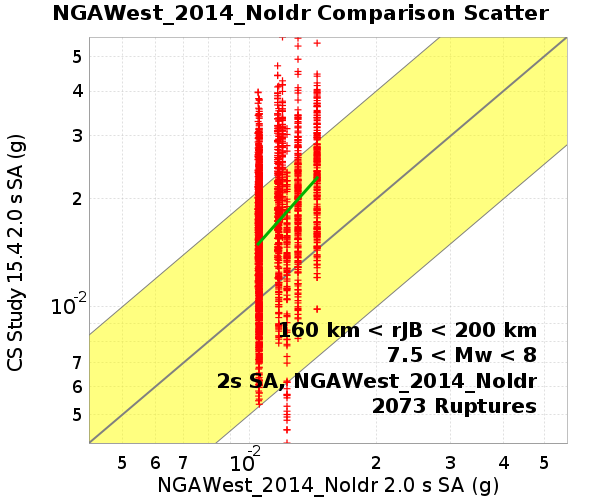 NGAWest_2014_NoIdr Comparison Scatter
CS Study 15.4 2.0 s SA (g)
5
4
3
2
10-2
7
6
5
160 km < rJB < 200 km
7.5 < Mw < 8
2s SA, NGAWest_2014_NoIdr
2073 Ruptures
5 6 7 10-2 2 3 4 5
NGAWest_2014_NoIdr 2.0 s SA (g)